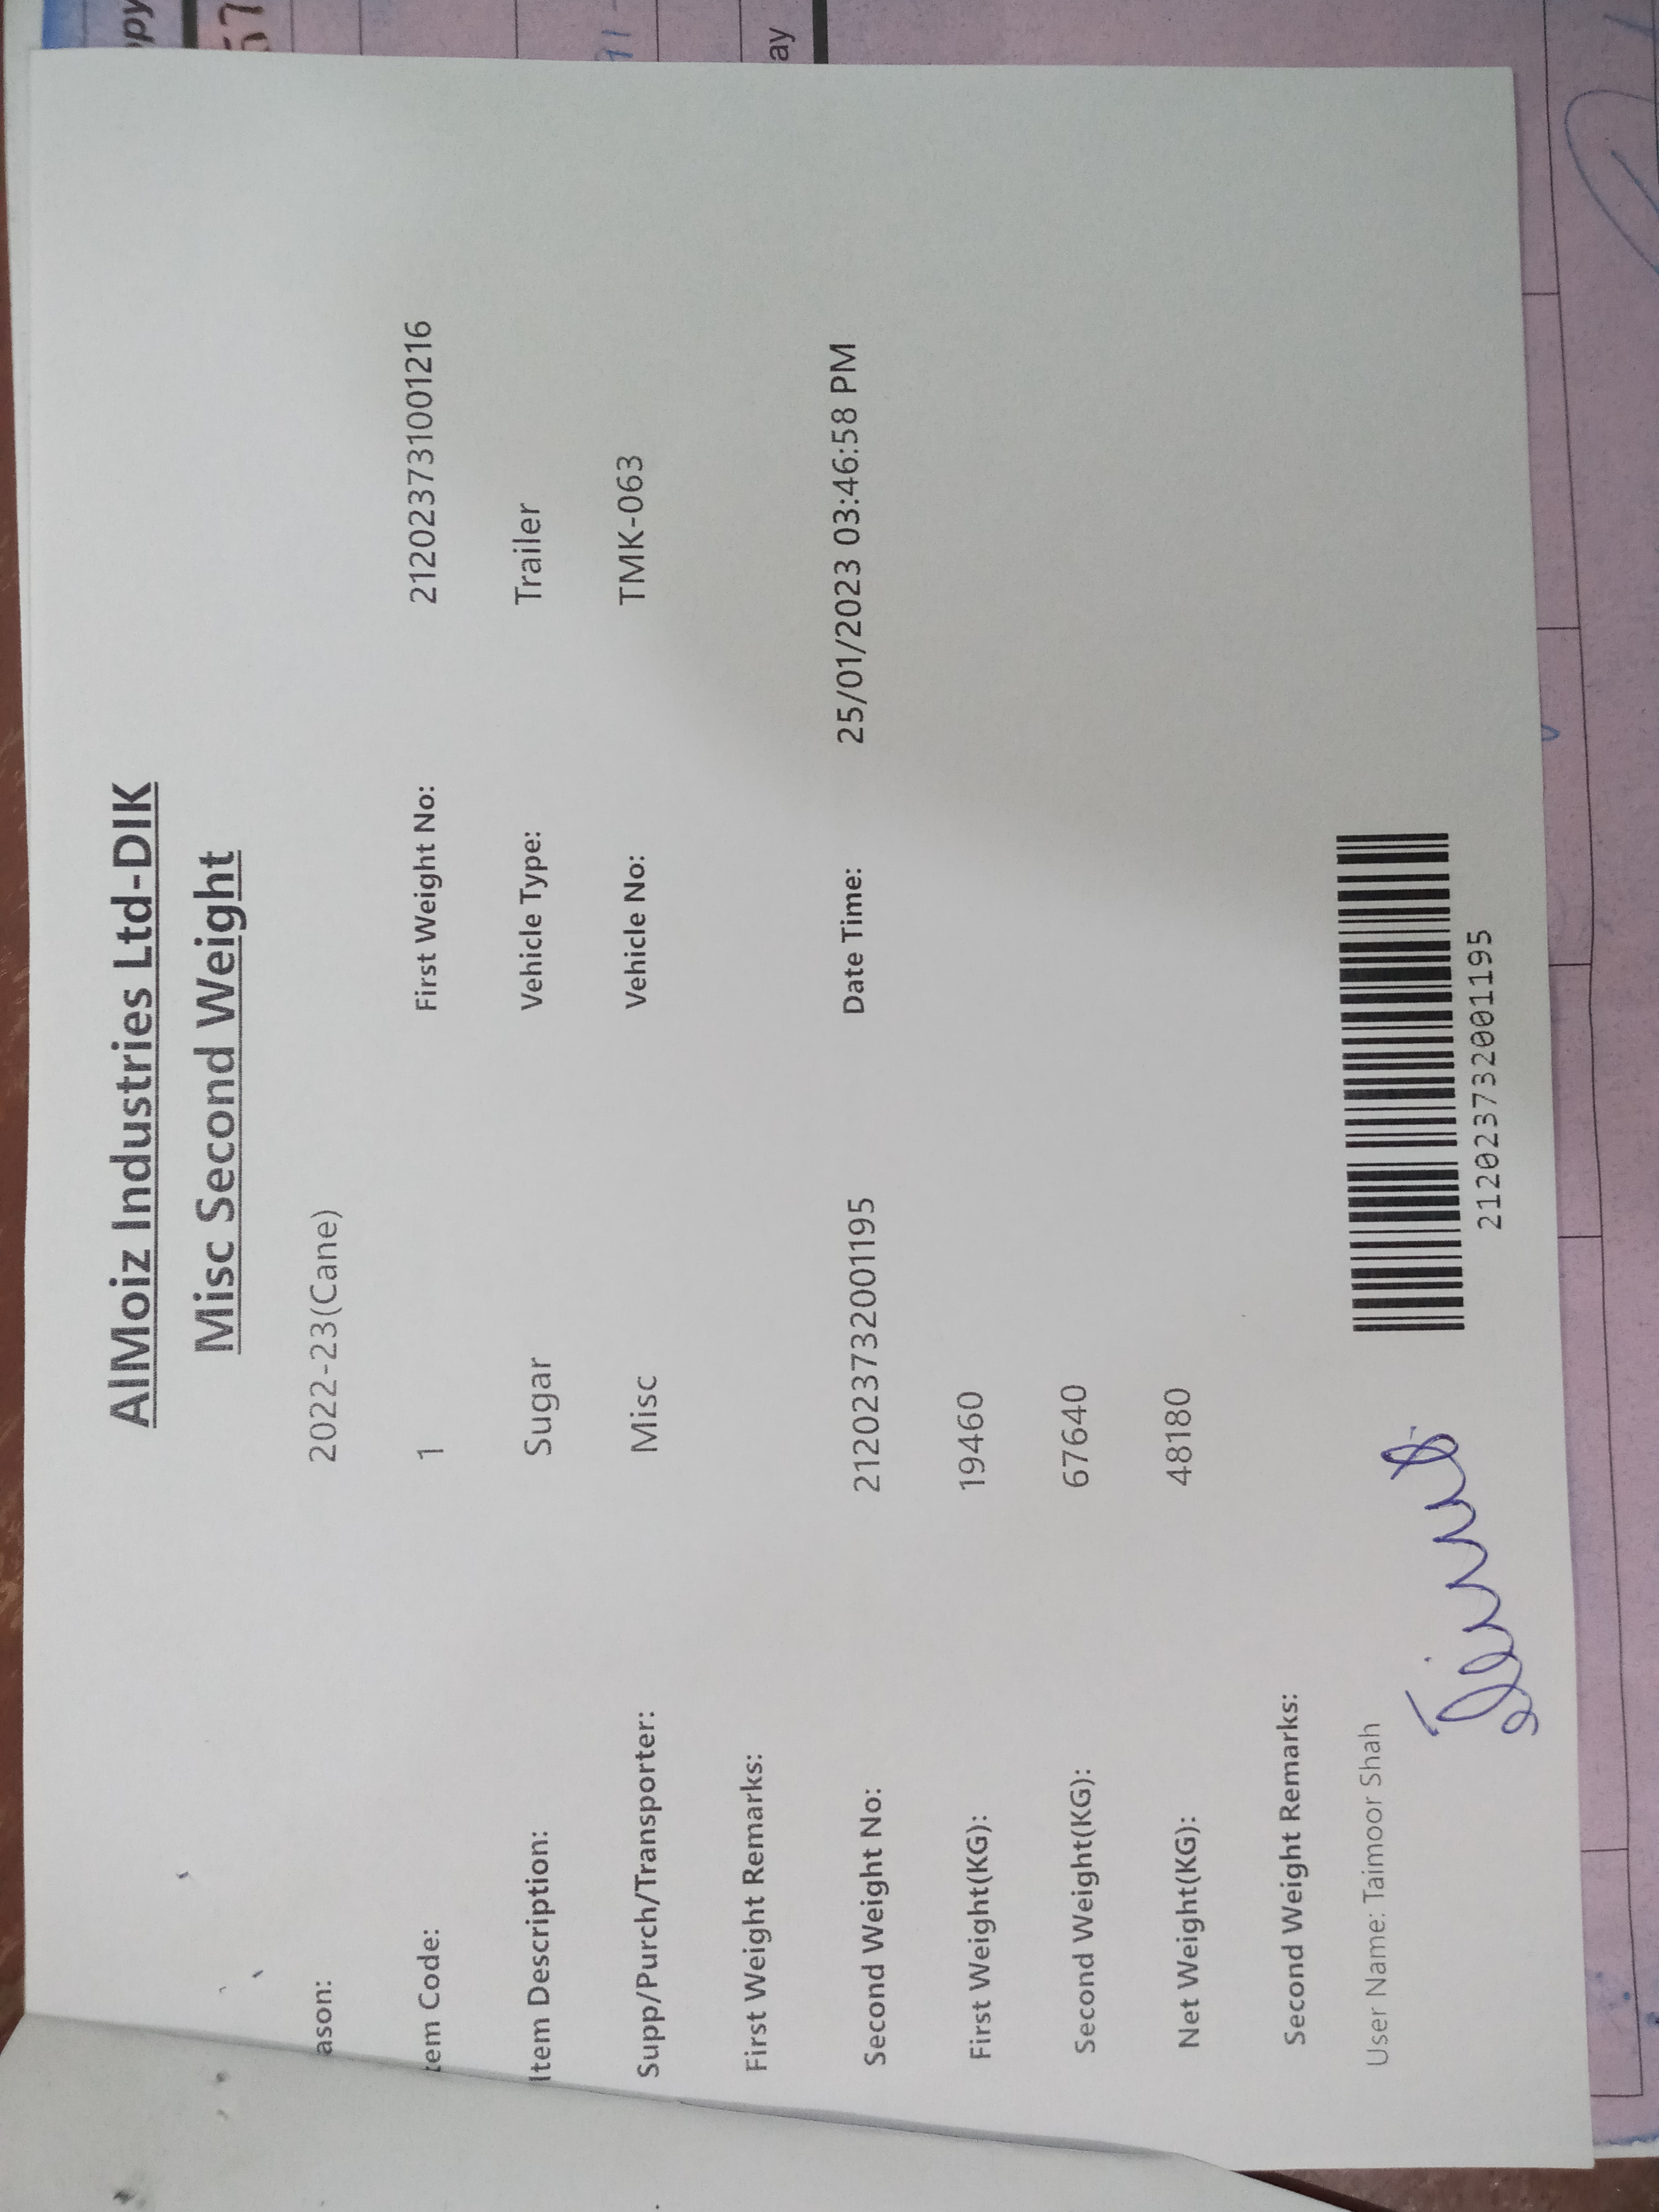 AlMoiz Industries Ltd-DIK
Misc Second Weight
ason: 2022-23(Cane)
tem Code: 1 First Weight No: 2120237310012​16
Item Description: Sugar Vehicle Type: Trailer
Supp/Purch/Transporter: Misc Vehicle No: TMK-063
First Weight Remarks:
Second Weight No: 212023732001195 Date Time: 25/01/2023 03:46:58 PM
First Weight(KG): 19460
Second Weight(KG): 67640
Net Weight(KG): 48180
Second Weight Remarks:
User Name: Taimoor Shah
212023732001195
opy
57
ay